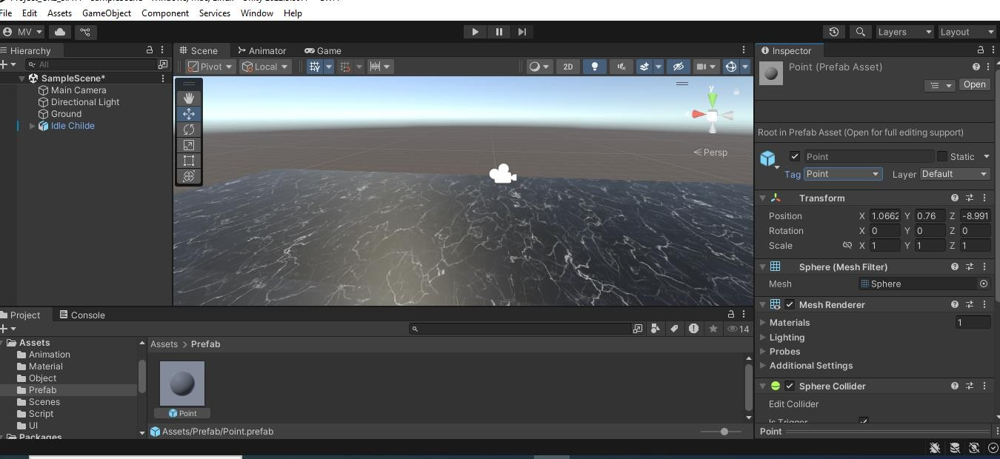 File Edit Assets GameObject Component Services Window Help
MV Layers Layout
Hierarchy
All
SampleScene*
Main Camera
Directional Light
Ground
Idle Childe
Scene Animator Game
Pivot Local 2D
y
Persp
Inspector
Point (Prefab Asset)
Open
Root in Prefab Asset (Open for full editing support)
Point Static
Tag Point Layer Default
Transform
Position X 1.0662 Y 0.76 Z -8.991
Rotation X 0 Y 0 Z 0
Scale X 1 Y 1 Z 1
Sphere (Mesh Filter)
Mesh Sphere
Mesh Renderer
Materials 1
Lighting
Probes
Additional Settings
Sphere Collider
Edit Collider
Is Trigger
Point
Project Console
14
Assets
Animation
Material
Object
Prefab
Scenes
Script
UI
Packages
Assets > Prefab
Point
Assets/Prefab/Point.prefab